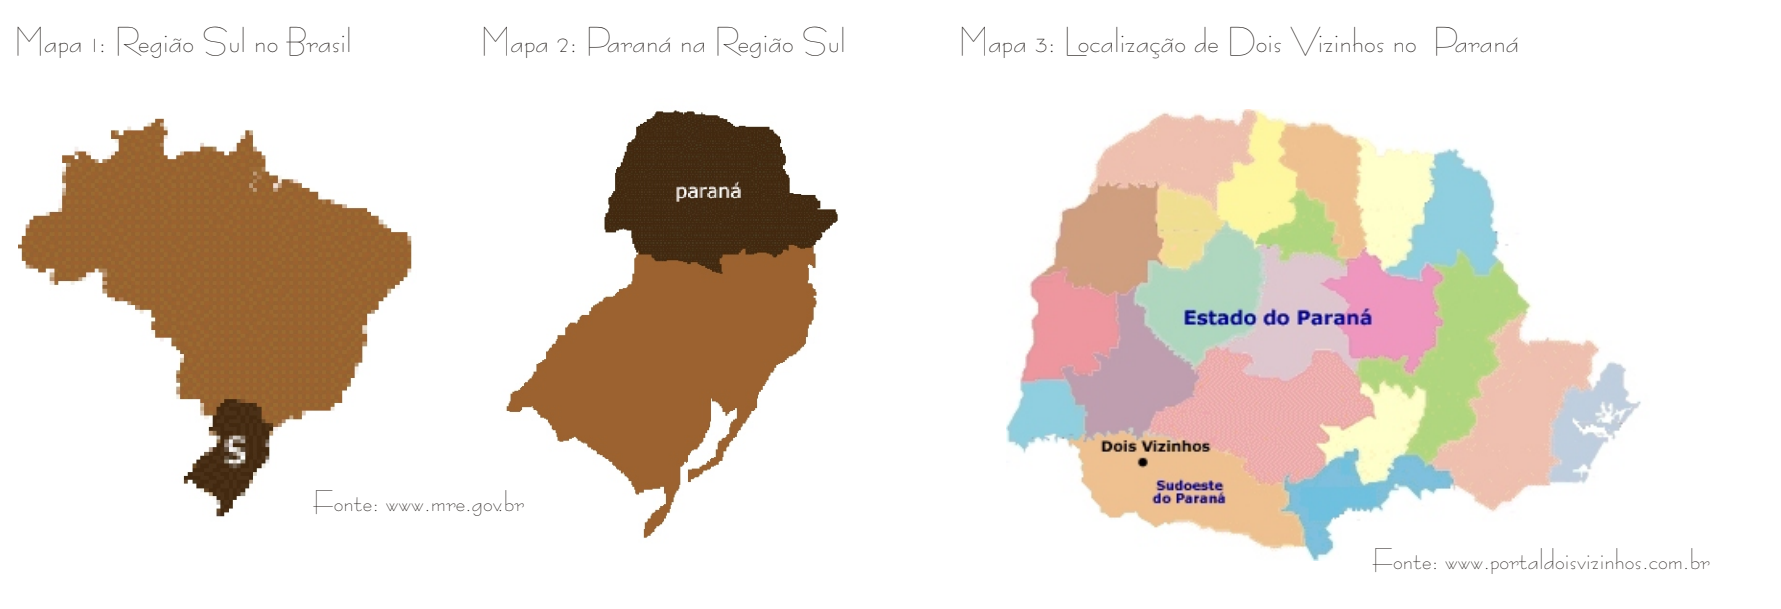 Mapa 1: Região Sul no Brasil
Mapa 2: Paraná na Região Sul
Mapa 3: Localização de Dois Vizinhos no Paraná
S
Fonte: www.mre.gov.br
paraná
Estado do Paraná
Dois Vizinhos
Sudoeste
do Paraná
Fonte: www.portaldoisvizinhos.com.br